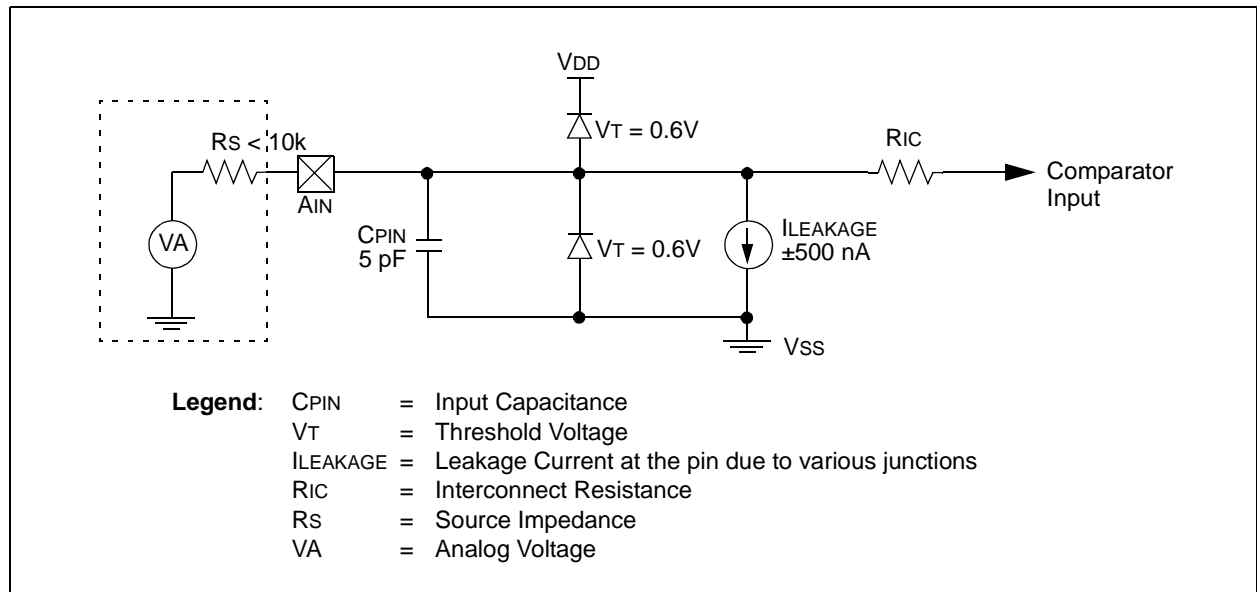 VDD
VT = 0.6V
RS < 10k
RIC
AIN
Comparator
Input
VA
CPIN
5 pF
VT = 0.6V
ILEAKAGE
±500 nA
VSS
Legend: CPIN = Input Capacitance
VT = Threshold Voltage
ILEAKAGE = Leakage Current at the pin due to various junctions
RIC = Interconnect Resistance
RS = Source Impedance
VA = Analog Voltage